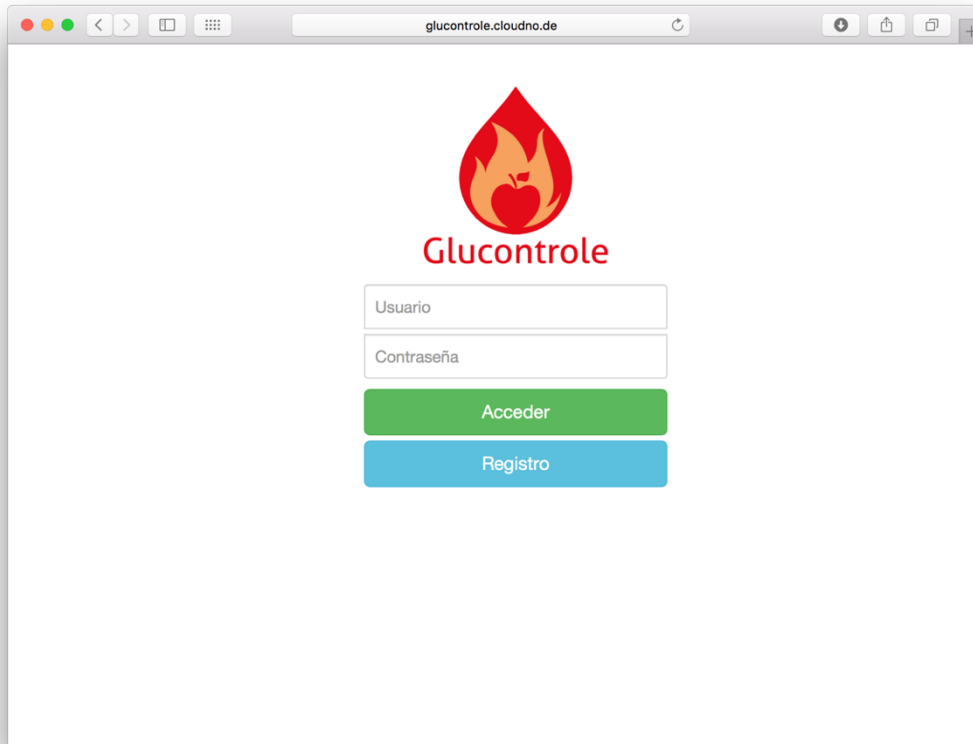 glucontrole.cloudno.de
Glucontrole
Usuario
Contraseña
Acceder
Registro